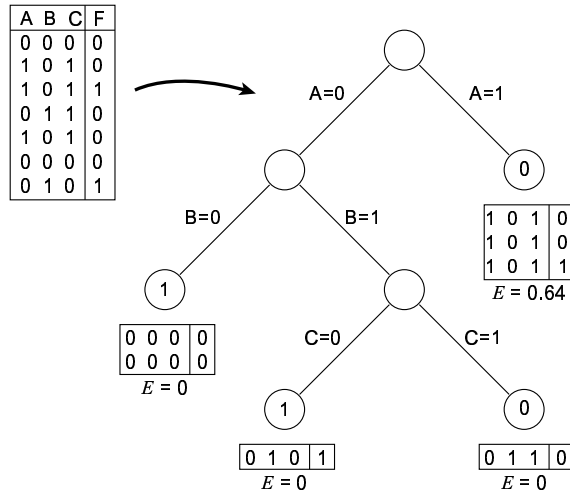 A B C F
0 0 0 0
1 0 1 0
1 0 1 1
0 1 1 0
1 0 1 0
0 0 0 0
0 1 0 1
A=0
A=1
0
B=0
B=1
1 0 1 0
1 0 1 0
1 0 1 1
E = 0.64
1
0 0 0 0
0 0 0 0
E = 0
C=0
C=1
1
0
0 1 0 1
E = 0
0 1 1 0
E = 0